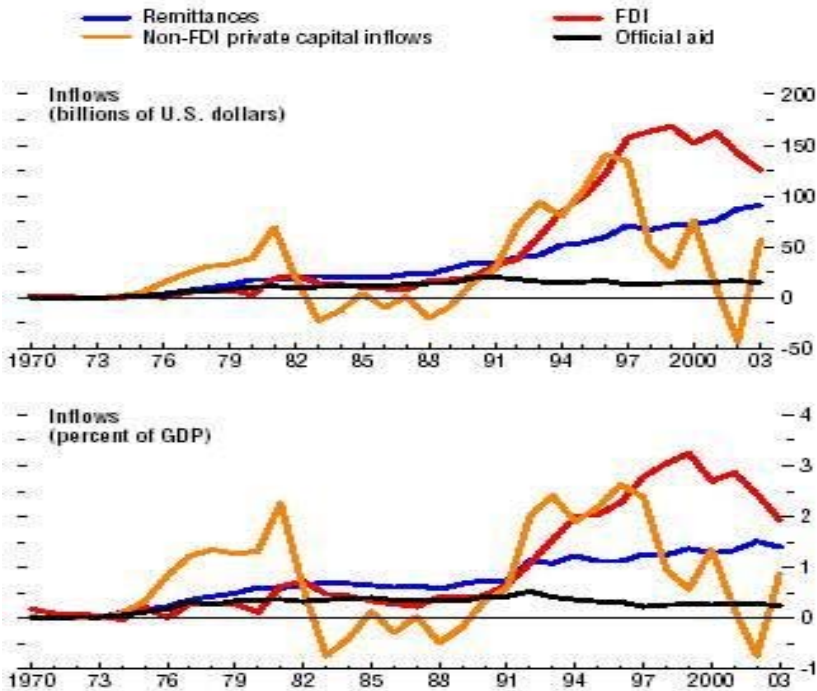 Remittances FDI
Non-FDI private capital inflows Official aid
Inflows
(billions of U.S. dollars)
200
150
100
50
0
-50
1970 73 76 79 82 85 88 91 94 97 2000 03
Inflows
(percent of GDP)
4
3
2
1
0
-1
1970 73 76 79 82 85 88 91 94 97 2000 03